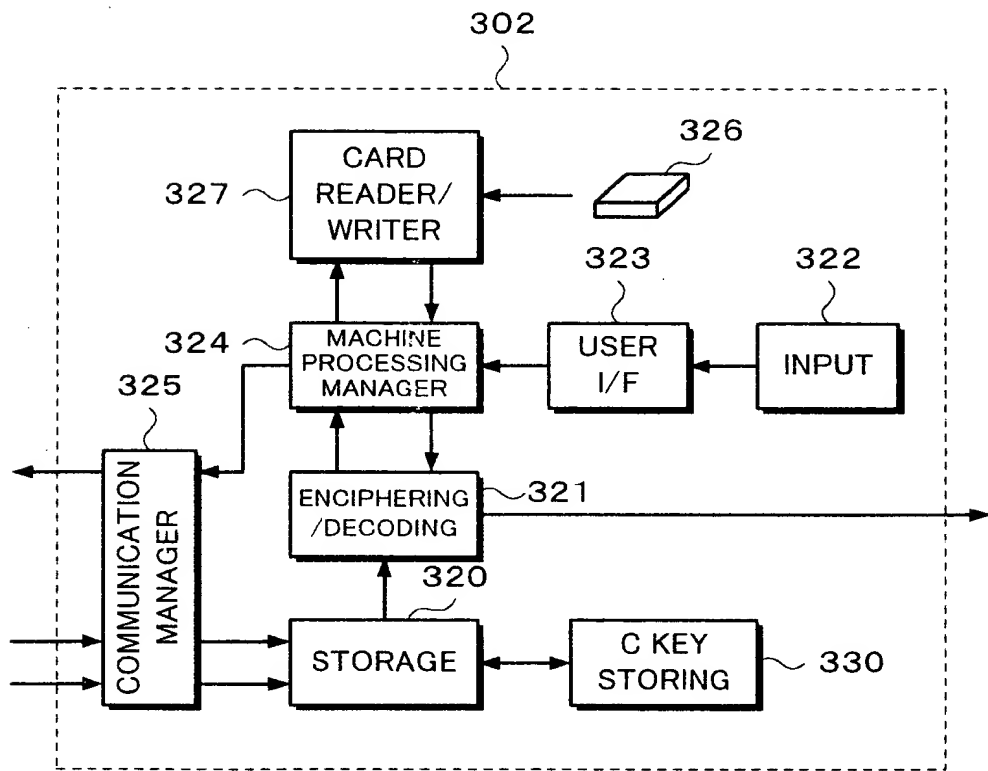 302
326
CARD
READER/
WRITER
327
323
322
324
MACHINE
PROCESSING
MANAGER
USER
I/F
INPUT
325
COMMUNICATION
MANAGER
ENCIPHERING
/DECODING
321
320
STORAGE
C KEY
STORING
330